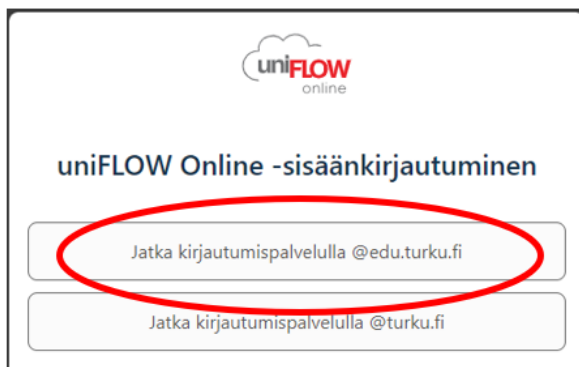 uniFLOW
online
uniFLOW Online -sisäänkirjautuminen
Jatka kirjautumispalvelulla @edu.turku.fi
Jatka kirjautumispalvelulla @turku.fi